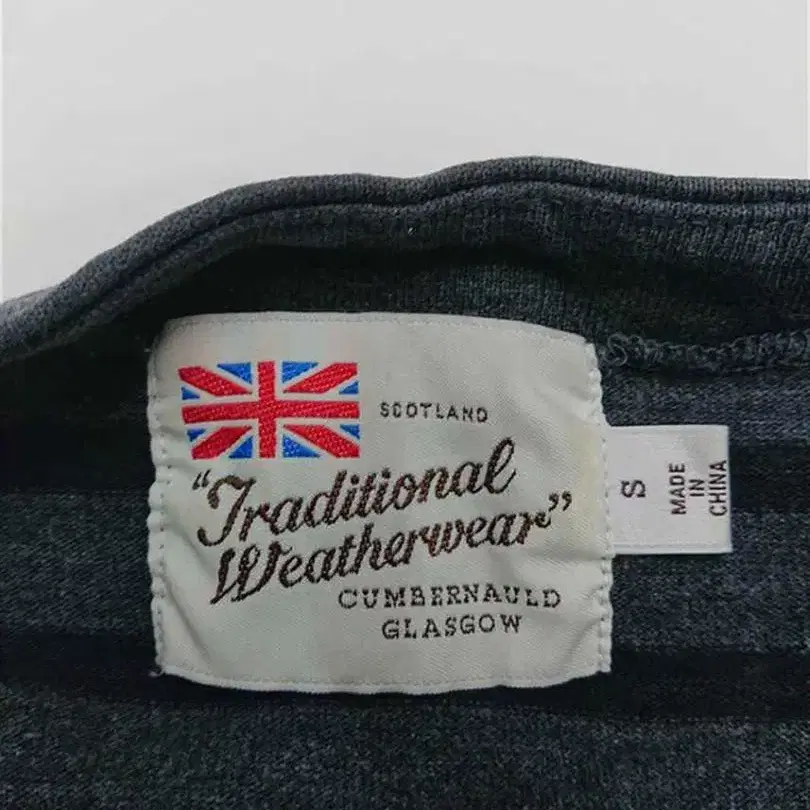 SCOTLAND
"Traditional
Weatherwear"
CUMBERNAULD
GLASGOW
S
MADE
IN
CHINA